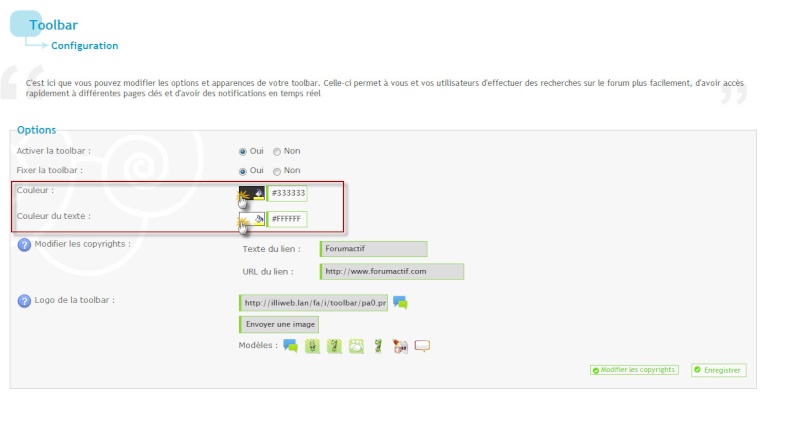 Toolbar
Configuration
C'est ici que vous pouvez modifier les options et apparences de votre toolbar. Celle-ci permet à vous et vos utilisateurs d'effectuer des recherches sur le forum plus facilement, d'avoir accès
rapidement à différentes pages clés et d'avoir des notifications en temps réel
Options
Activer la toolbar : Oui Non
Fixer la toolbar : Oui Non
Couleur : #333333
Couleur du texte : #FFFFFF
Modifier les copyrights : Texte du lien : Forumactif
URL du lien : http://www.forumactif.com
Logo de la toolbar : http://illiweb.lan/fa/i/toolbar/pa0.pr
Envoyer une image
Modèles :
Modifier les copyrights Enregistrer